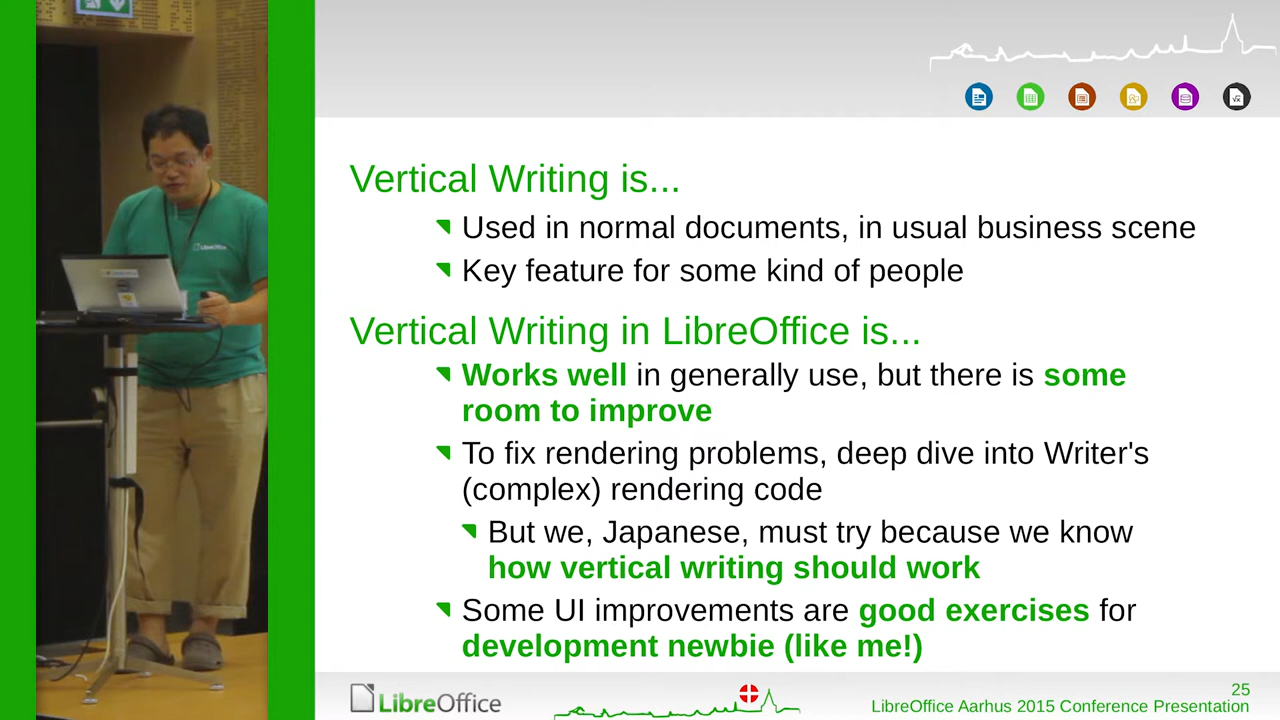 Vertical Writing is...
Used in normal documents, in usual business scene
Key feature for some kind of people
Vertical Writing in LibreOffice is...
Works well in generally use, but there is some
room to improve
To fix rendering problems, deep dive into Writer's
(complex) rendering code
But we, Japanese, must try because we know
how vertical writing should work
Some UI improvements are good exercises for
development newbie (like me!)
LibreOffice
25
LibreOffice Aarhus 2015 Conference Presentation
LibreOffice